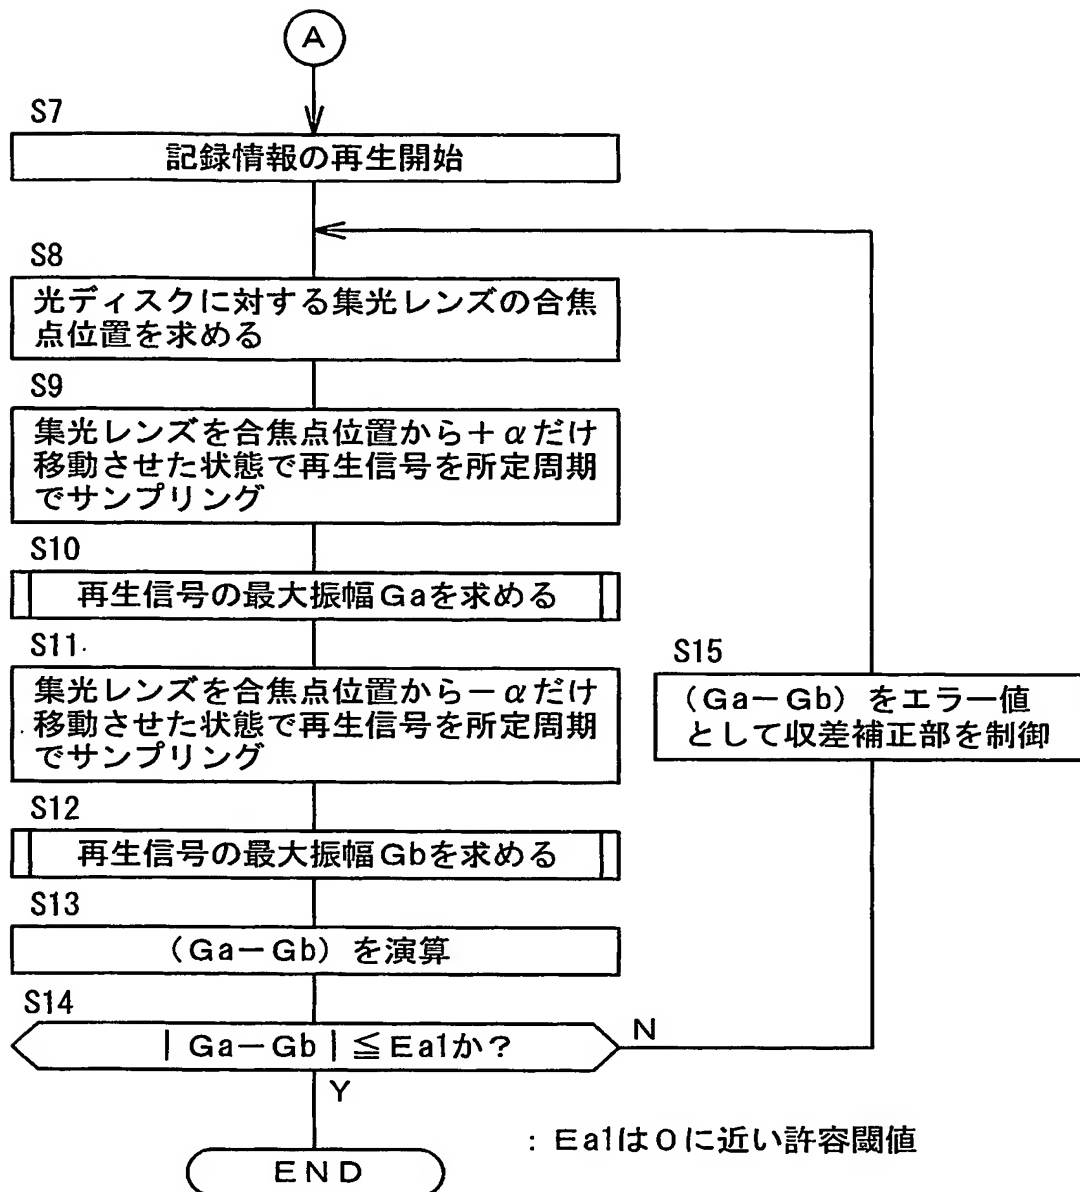 A
S7
記録情報の再生開始
S8
光ディスクに対する集光レンズの合焦
点位置を求める
S9
集光レンズを合焦点位置から+αだけ
移動させた状態で再生信号を所定周期
でサンプリング
S10
再生信号の最大振幅Gaを求める
S11
集光レンズを合焦点位置から-αだけ
移動させた状態で再生信号を所定周期
でサンプリング
S12
再生信号の最大振幅Gbを求める
S13
(Ga-Gb)を演算
S14
|Ga-Gb|≦Ea1か?
N
Y
S15
(Ga-Gb)をエラー値
として収差補正部を制御
: Ea1は0に近い許容閾値
END